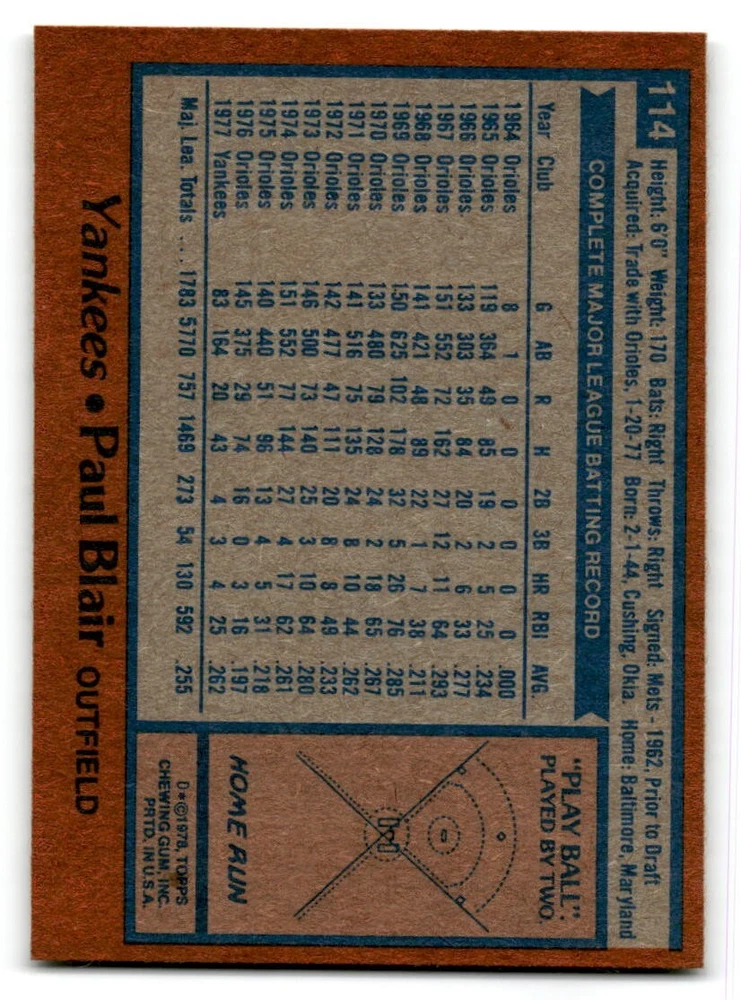 114
Height: 6'0" Weight: 170 Bats: Right Throws: Right Signed: Mets - 1962, Prior to Draft
Acquired: Trade with Orioles, 1-20-77 Born: 2-1-44, Cushing, Okla. Home: Baltimore, Maryland
COMPLETE MAJOR LEAGUE BATTING RECORD
Year Club G AB R H 2B 3B HR RBI AVG.
1964 Orioles 8 1 0 0 0 0 0 0 .000
1965 Orioles 119 364 49 85 19 2 5 25 .234
1966 Orioles 133 303 35 84 20 2 6 33 .277
1967 Orioles 151 552 72 162 27 12 11 64 .293
1968 Orioles 141 421 48 89 22 1 7 38 .211
1969 Orioles 150 625 102 178 32 5 26 76 .285
1970 Orioles 133 480 79 128 24 2 18 65 .267
1971 Orioles 141 516 75 135 24 8 10 44 .262
1972 Orioles 142 477 47 111 20 8 8 49 .233
1973 Orioles 146 500 73 140 25 3 10 64 .280
1974 Orioles 151 552 77 144 27 4 17 62 .261
1975 Orioles 140 440 51 96 13 4 5 31 .218
1976 Orioles 145 375 29 74 16 0 3 16 .197
1977 Yankees 83 164 20 43 4 3 4 25 .262
Maj. Lea. Totals ... 1783 5770 757 1469 273 54 130 592 .255
"PLAY BALL"
PLAYED BY TWO.
HOME RUN
D*©1978, TOPPS
CHEWING GUM, INC.
PRTD. IN U.S.A.
Yankees • Paul Blair OUTFIELD